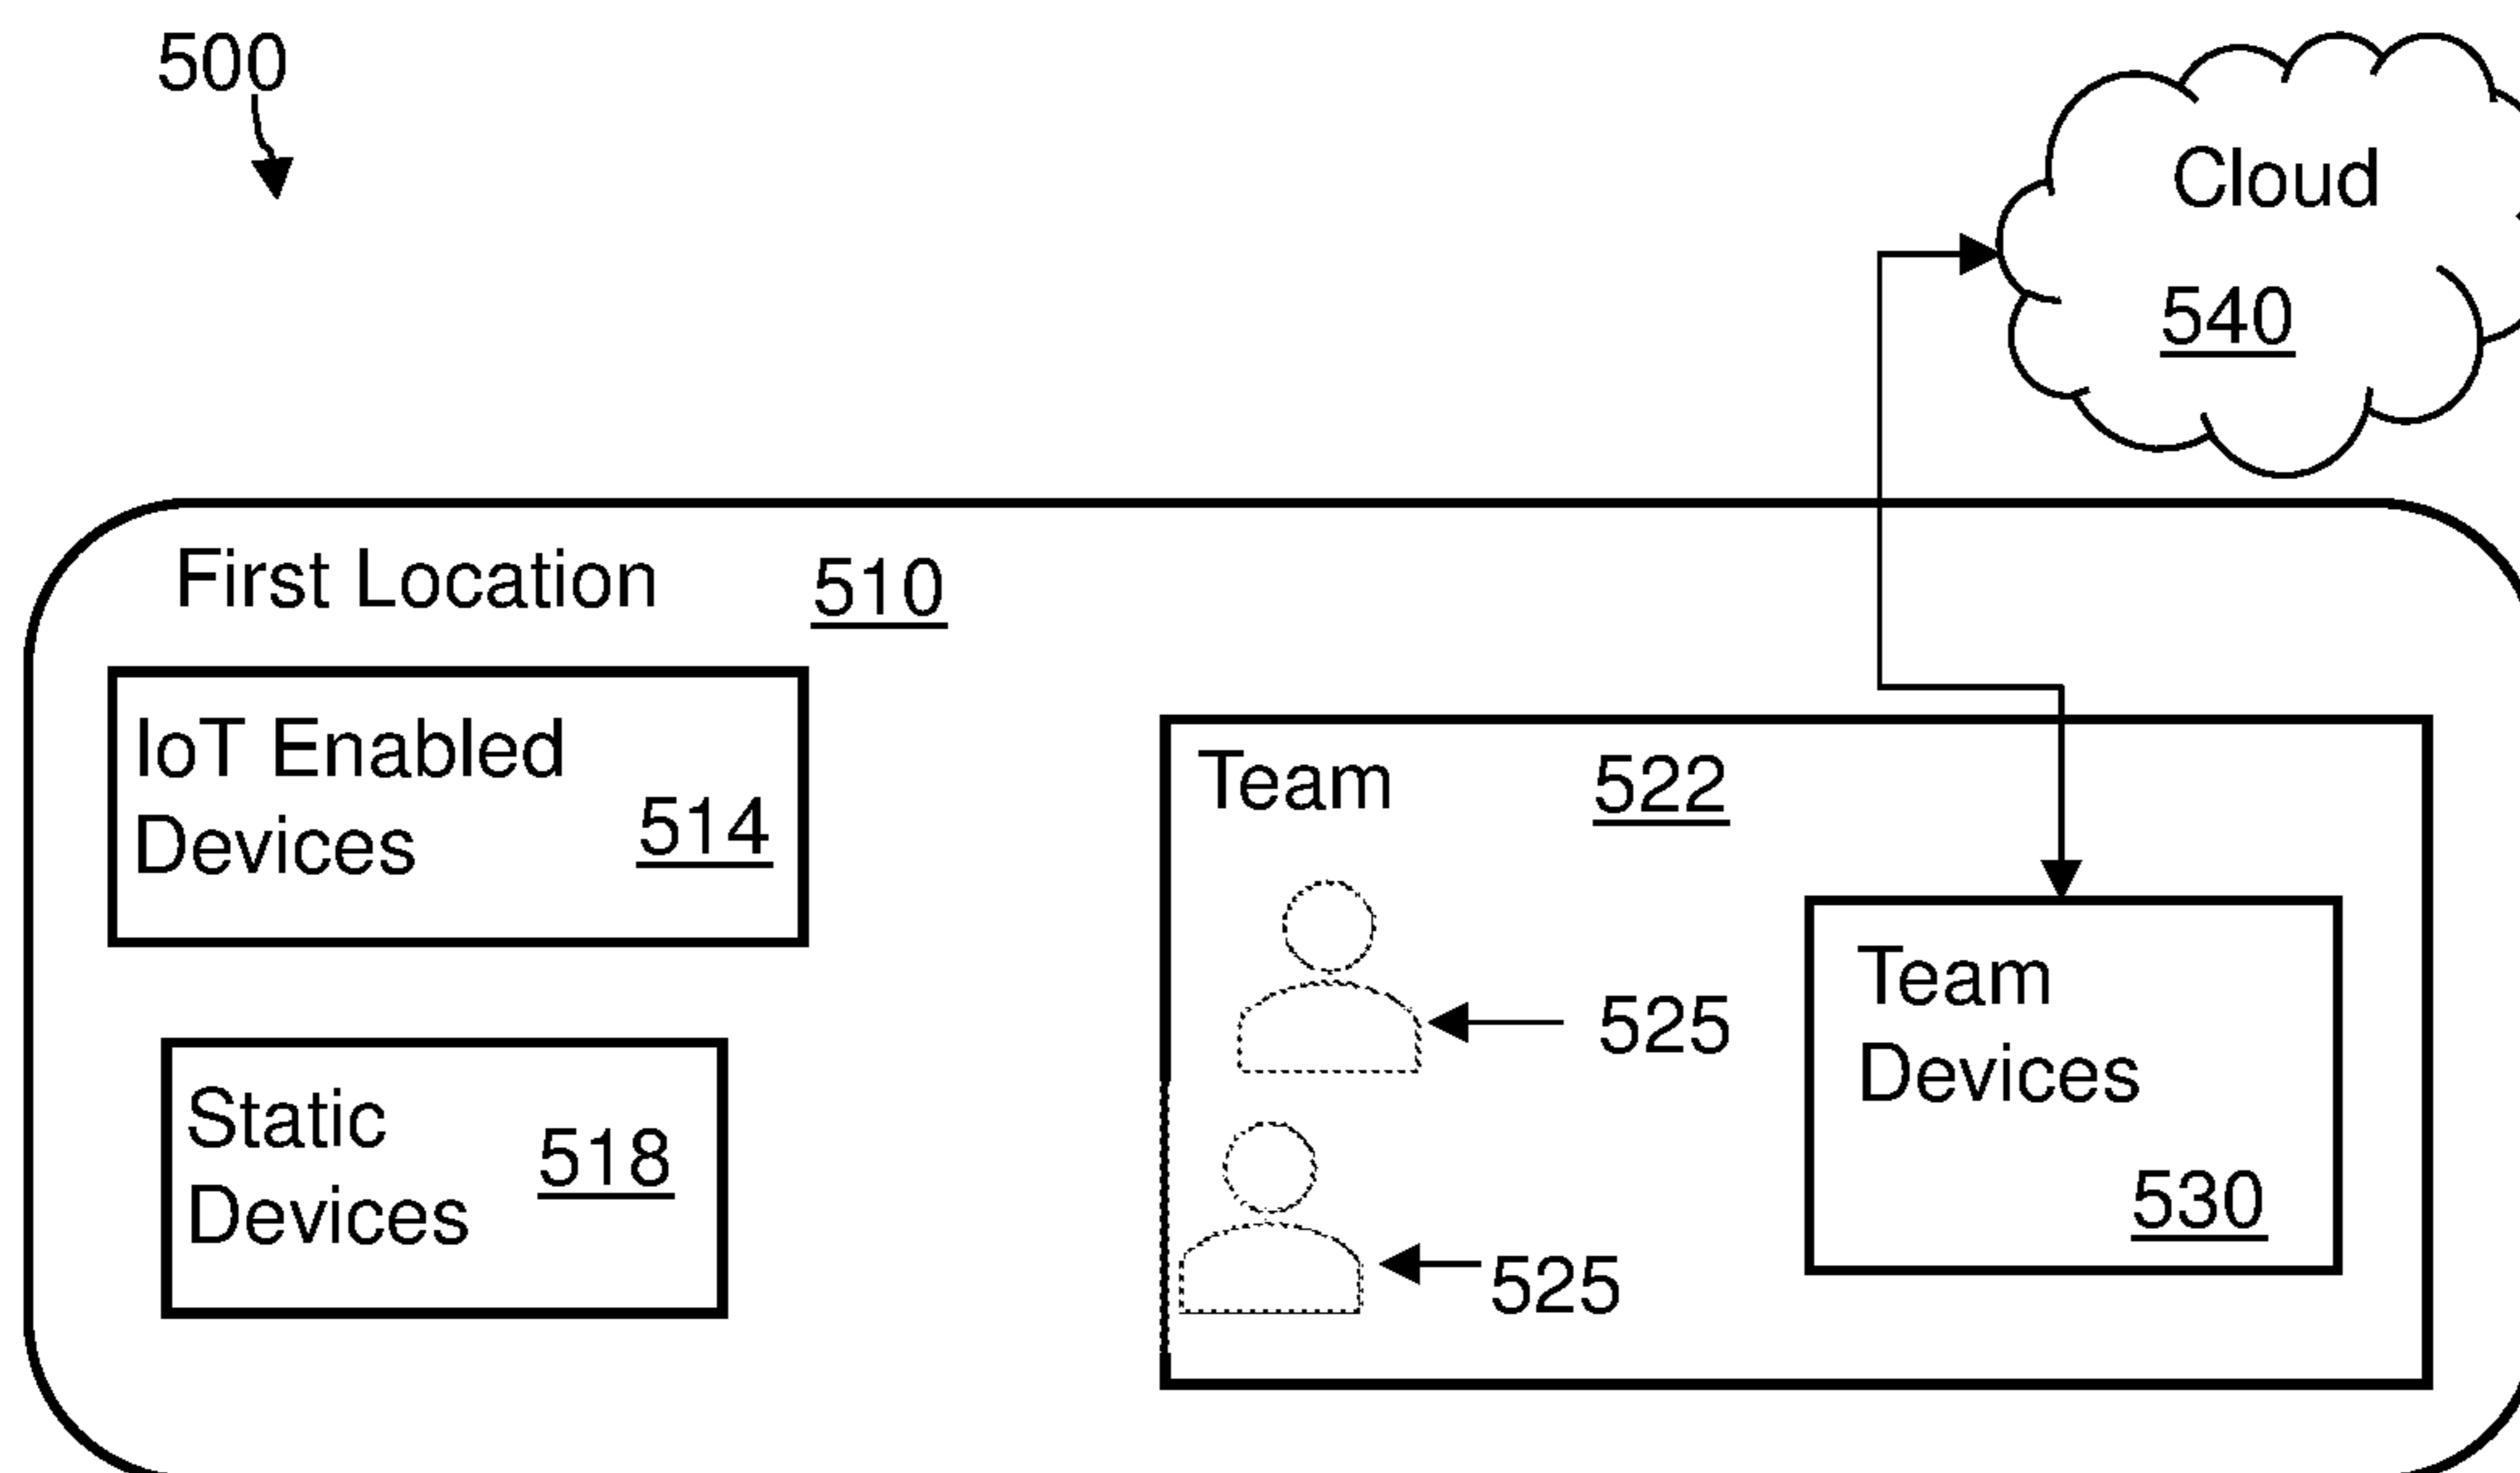 500
Cloud
540
First Location 510
IoT Enabled
Devices 514
Static
Devices 518
Team 522
525
525
Team
Devices
530